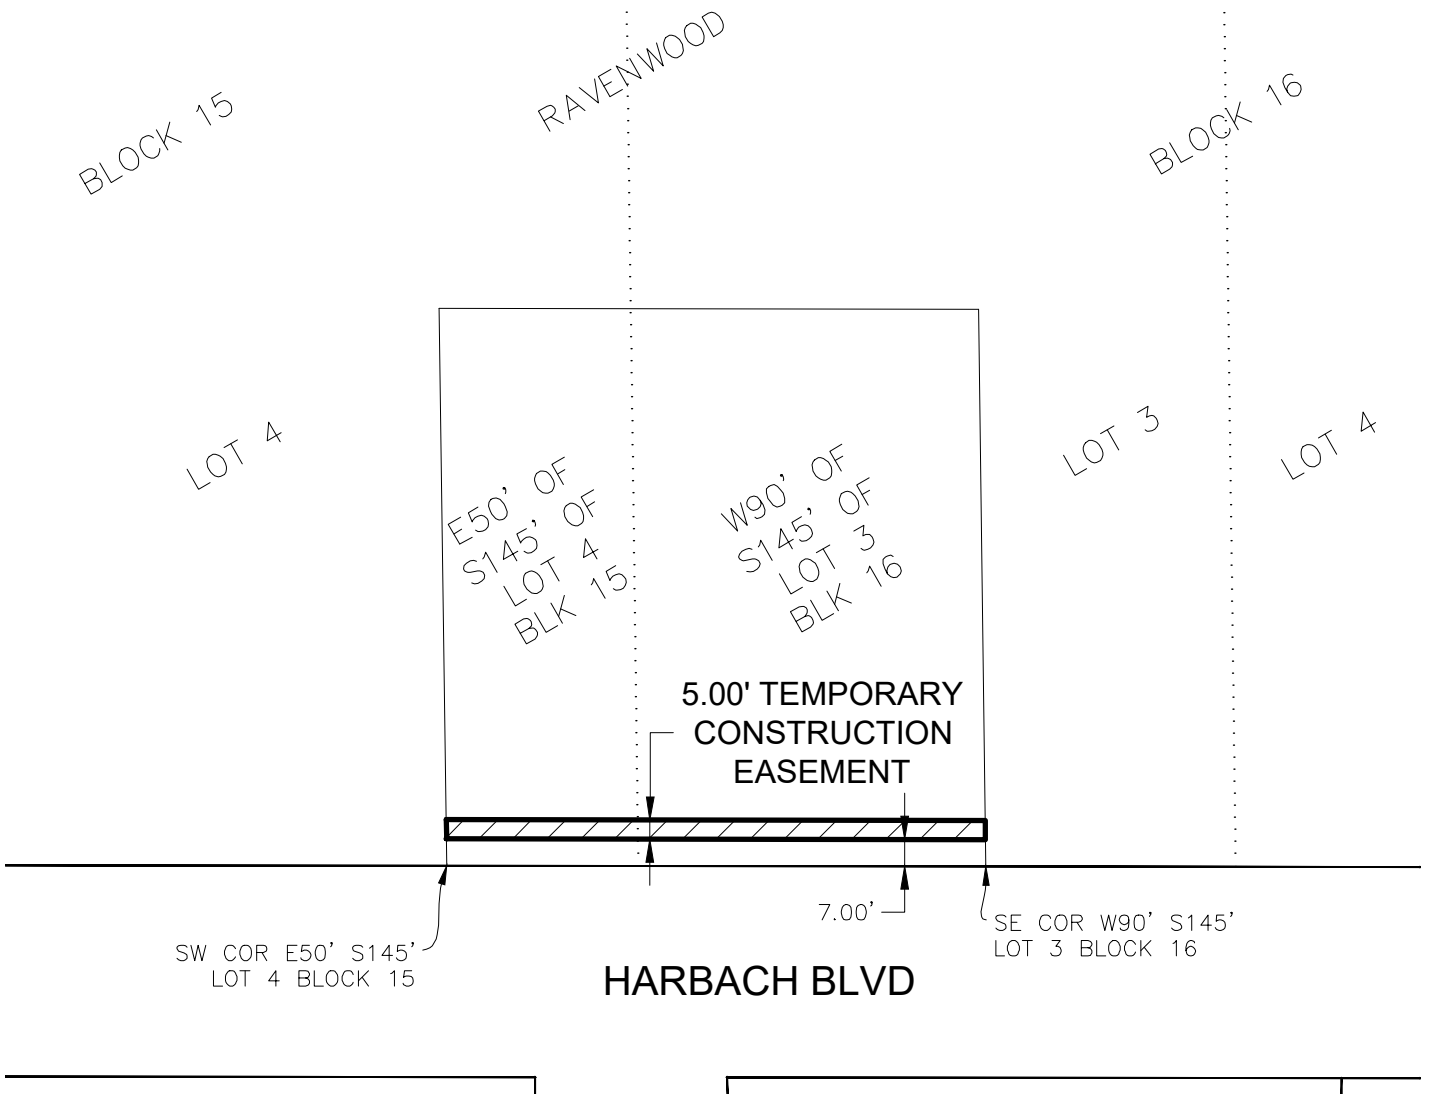 BLOCK 15
RAVENWOOD
BLOCK 16
LOT 4
LOT 3
LOT 4
E50' OF
S145' OF
LOT 4
BLK 15
W90' OF
S145' OF
LOT 3
BLK 16
5.00' TEMPORARY
CONSTRUCTION
EASEMENT
7.00'
SW COR E50' S145'
LOT 4 BLOCK 15
SE COR W90' S145'
LOT 3 BLOCK 16
HARBACH BLVD